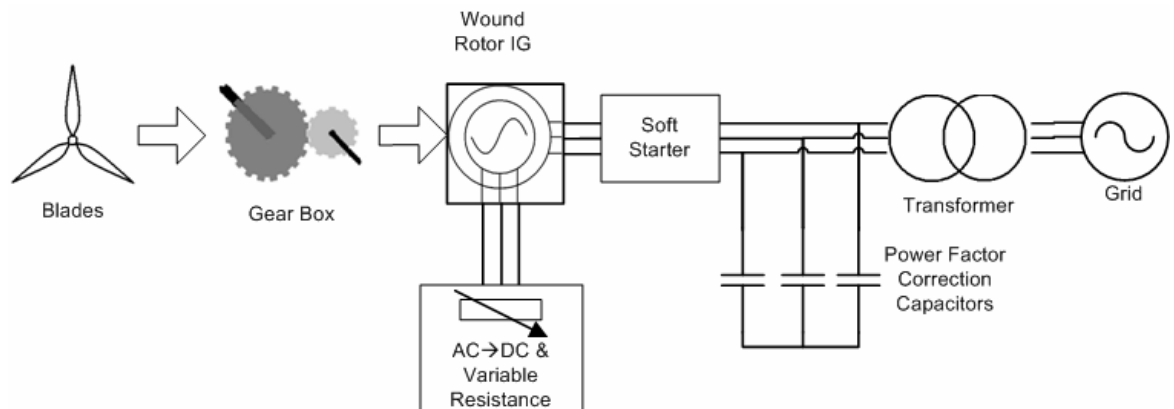 Wound
Rotor IG
Soft
Starter
Blades
Gear Box
Transformer
Grid
Power Factor
Correction
Capacitors
AC→DC &
Variable
Resistance